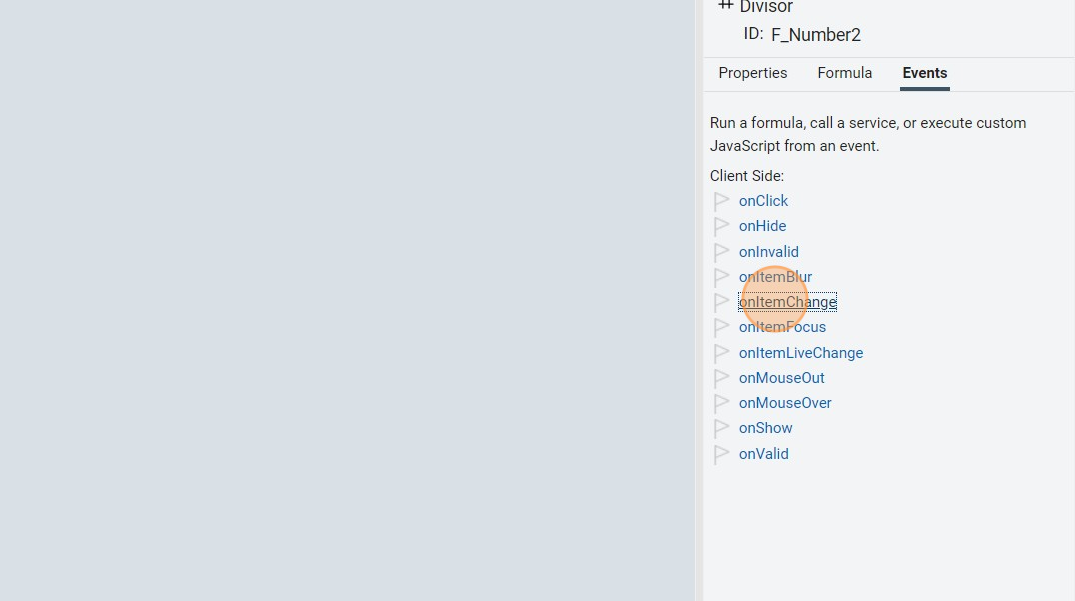 # Divisor
ID: F_Number2
Properties Formula Events
Run a formula, call a service, or execute custom
JavaScript from an event.
Client Side:
onClick
onHide
onInvalid
onItemBlur
onItemChange
onItemFocus
onItemLiveChange
onMouseOut
onMouseOver
onShow
onValid